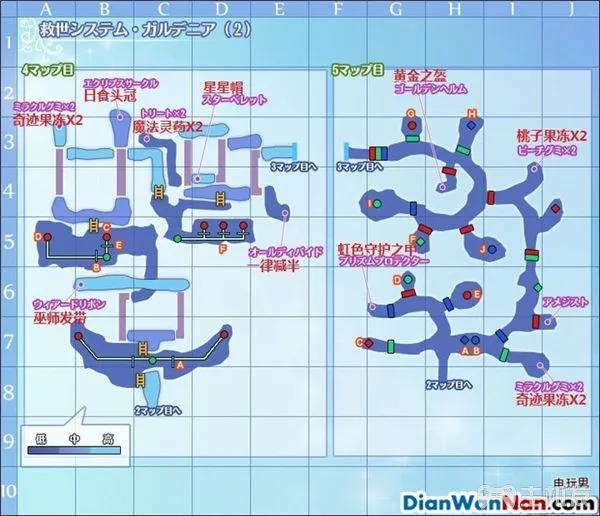 救世システム・ガルデニア（2）
A B C D E F G H I J
1
2
3
4
5
6
7
8
9
10
4マップ目
ミラクルグミ×2
奇迹果冻X2
エクリプスサークル
日食头冠
トリート×2
魔法灵药X2
星星帽
スターベレット
3マップ目へ
オールディバイド
一律减半
D
C
E
B
F
ウィアードリボン
巫师发带
A
2マップ目へ
低 中 高
5マップ目
黄金之盔
ゴールデンヘルム
G
H
桃子果冻X2
ピーチグミ×2
3マップ目へ
I
F
J
虹色守护之甲
プリズムプロテクター
D
E
アメジスト
C
A B
ミラクルグミ×2
奇迹果冻X2
2マップ目へ
电玩男
DianWanNan.com